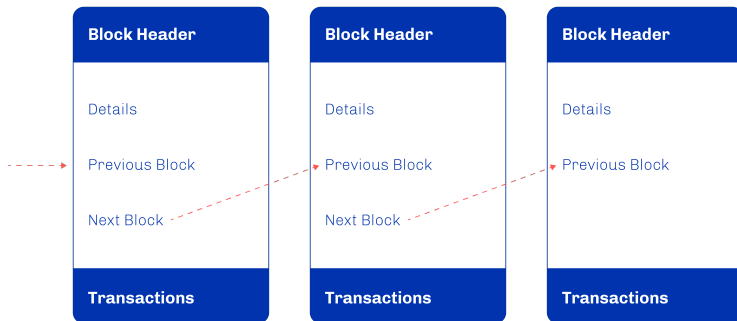 Block Header
Details
Previous Block
Next Block
Transactions
Block Header
Details
Previous Block
Next Block
Transactions
Block Header
Details
Previous Block
Transactions